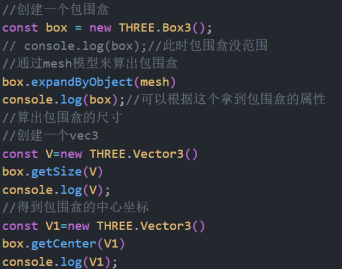 //创建一个包围盒
const box = new THREE.Box3();
// console.log(box);//此时包围盒没范围
//通过mesh模型来算出包围盒
box.expandByObject(mesh)
console.log(box);//可以根据这个拿到包围盒的属性
//算出包围盒的尺寸
//创建一个vec3
const V=new THREE.Vector3()
box.getSize(V)
console.log(V);
//得到包围盒的中心坐标
const V1=new THREE.Vector3()
box.getCenter(V1)
console.log(V1);